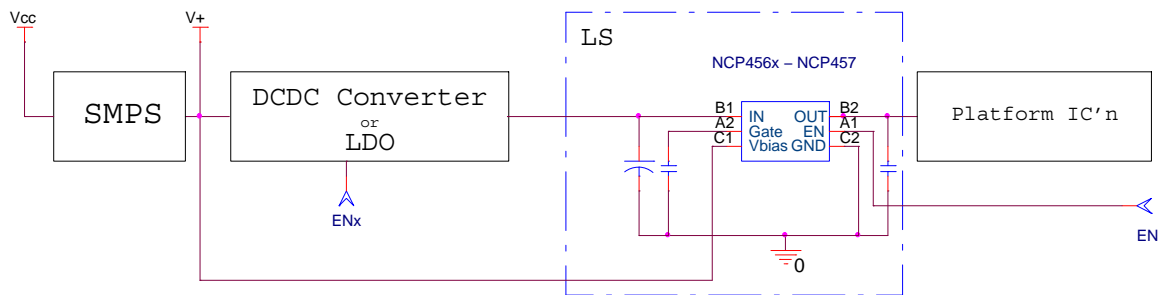 Vcc
V+
LS
NCP456x – NCP457
SMPS
DCDC Converter
or
LDO
Platform IC'n
B1
A2
C1
IN
Gate
Vbias
OUT
EN
GND
B2
A1
C2
ENx
EN
0